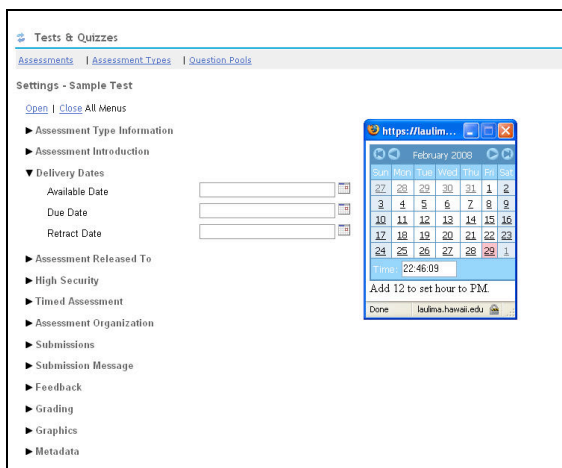 Tests & Quizzes
Assessments | Assessment Types | Question Pools
Settings - Sample Test
Open | Close All Menus
Assessment Type Information
Assessment Introduction
Delivery Dates
Available Date
Due Date
Retract Date
Assessment Released To
High Security
Timed Assessment
Assessment Organization
Submissions
Submission Message
Feedback
Grading
Graphics
Metadata
https://laulim...
February 2008
Sun Mon Tue Wed Thu Fri Sat
27 28 29 30 31 1 2
3 4 5 6 7 8 9
10 11 12 13 14 15 16
17 18 19 20 21 22 23
24 25 26 27 28 29 1
Time: 22:46:09
Add 12 to set hour to PM.
Done laulima.hawaii.edu